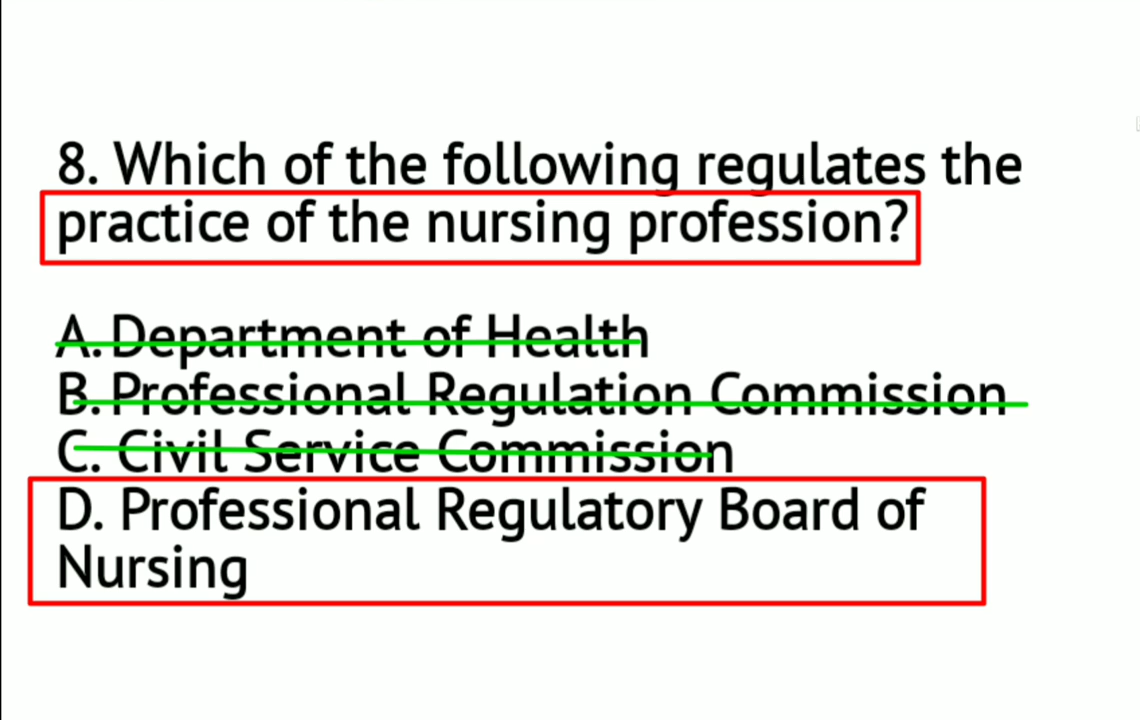 8. Which of the following regulates the
practice of the nursing profession?
A. Department of Health
B. Professional Regulation Commission
C. Civil Service Commission
D. Professional Regulatory Board of
Nursing